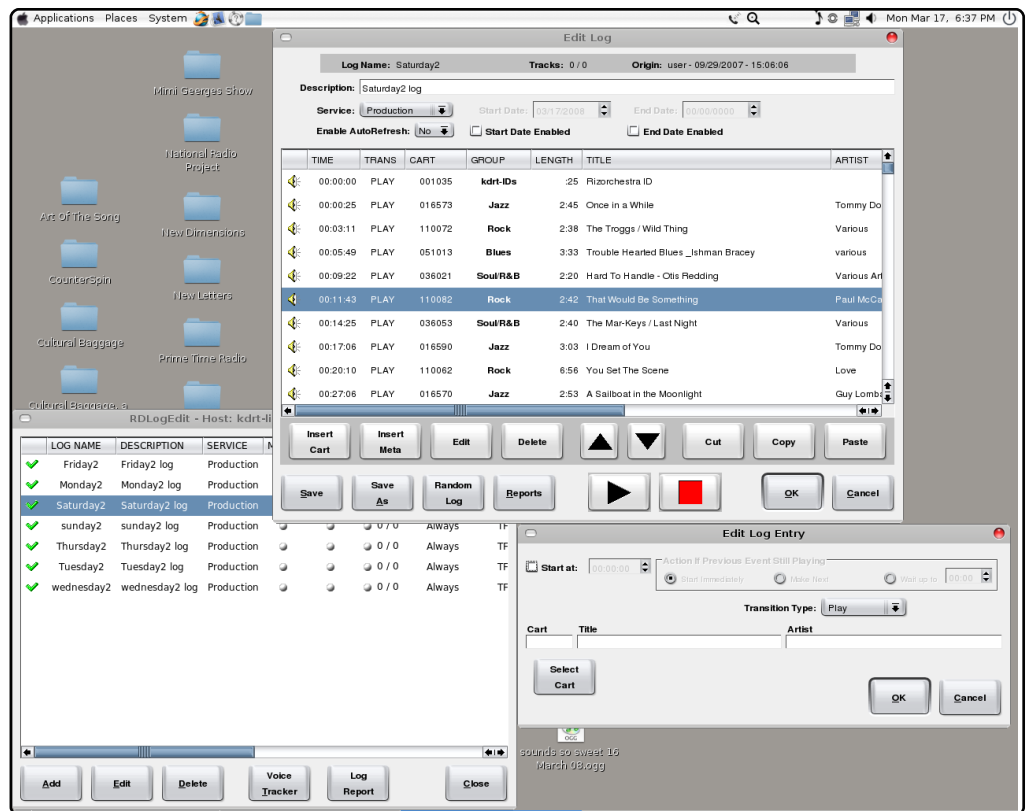 Applications Places System
Mon Mar 17, 6:37 PM
Mimi Geerges Show
National Radio
Project
Art Of The Song
New Dimensions
CounterSpin
New Letters
Cultural Baggage
Prime Time Radio
Cultural Baggage, a
Edit Log
Log Name: Saturday2 Tracks: 0 / 0 Origin: user - 09/29/2007 - 15:06:06
Description: Saturday2 log
Service: Production Start Date: 03/17/2008 End Date: 00/00/0000
Enable AutoRefresh: No Start Date Enabled End Date Enabled
TIME TRANS CART GROUP LENGTH TITLE ARTIST
00:00:00 PLAY 001035 kdrt-IDs :25 Rizorchestra ID
00:00:25 PLAY 016573 Jazz 2:45 Once in a While Tommy Do
00:03:11 PLAY 110072 Rock 2:38 The Troggs / Wild Thing Various
00:05:49 PLAY 051013 Blues 3:33 Trouble Hearted Blues _Ishman Bracey various
00:09:22 PLAY 036021 Soul/R&B 2:20 Hard To Handle - Otis Redding Various Art
00:11:43 PLAY 110082 Rock 2:42 That Would Be Something Paul McCa
00:14:25 PLAY 036053 Soul/R&B 2:40 The Mar-Keys / Last Night Various
00:17:06 PLAY 016590 Jazz 3:03 I Dream of You Tommy Do
00:20:10 PLAY 110062 Rock 6:56 You Set The Scene Love
00:27:06 PLAY 016570 Jazz 2:53 A Sailboat in the Moonlight Guy Lomba
Insert Cart
Insert Meta
Edit
Delete
Cut
Copy
Paste
Save
Save As
Random Log
Reports
OK
Cancel
RDLogEdit - Host: kdrt-li
LOG NAME DESCRIPTION SERVICE M
Friday2 Friday2 log Production
Monday2 Monday2 log Production
Saturday2 Saturday2 log Production
sunday2 sunday2 log Production 0 / 0 Always TF
Thursday2 Thursday2 log Production 0 / 0 Always TF
Tuesday2 Tuesday2 log Production 0 / 0 Always TF
wednesday2 wednesday2 log Production 0 / 0 Always TF
Add
Edit
Delete
Voice Tracker
Log Report
Close
Edit Log Entry
Start at: 00:00:00
Action If Previous Event Still Playing
Start Immediately Make Next Wait up to 00:00
Transition Type: Play
Cart Title Artist
Select Cart
OK
Cancel
OGG
sounds so sweet 16
March 08.ogg